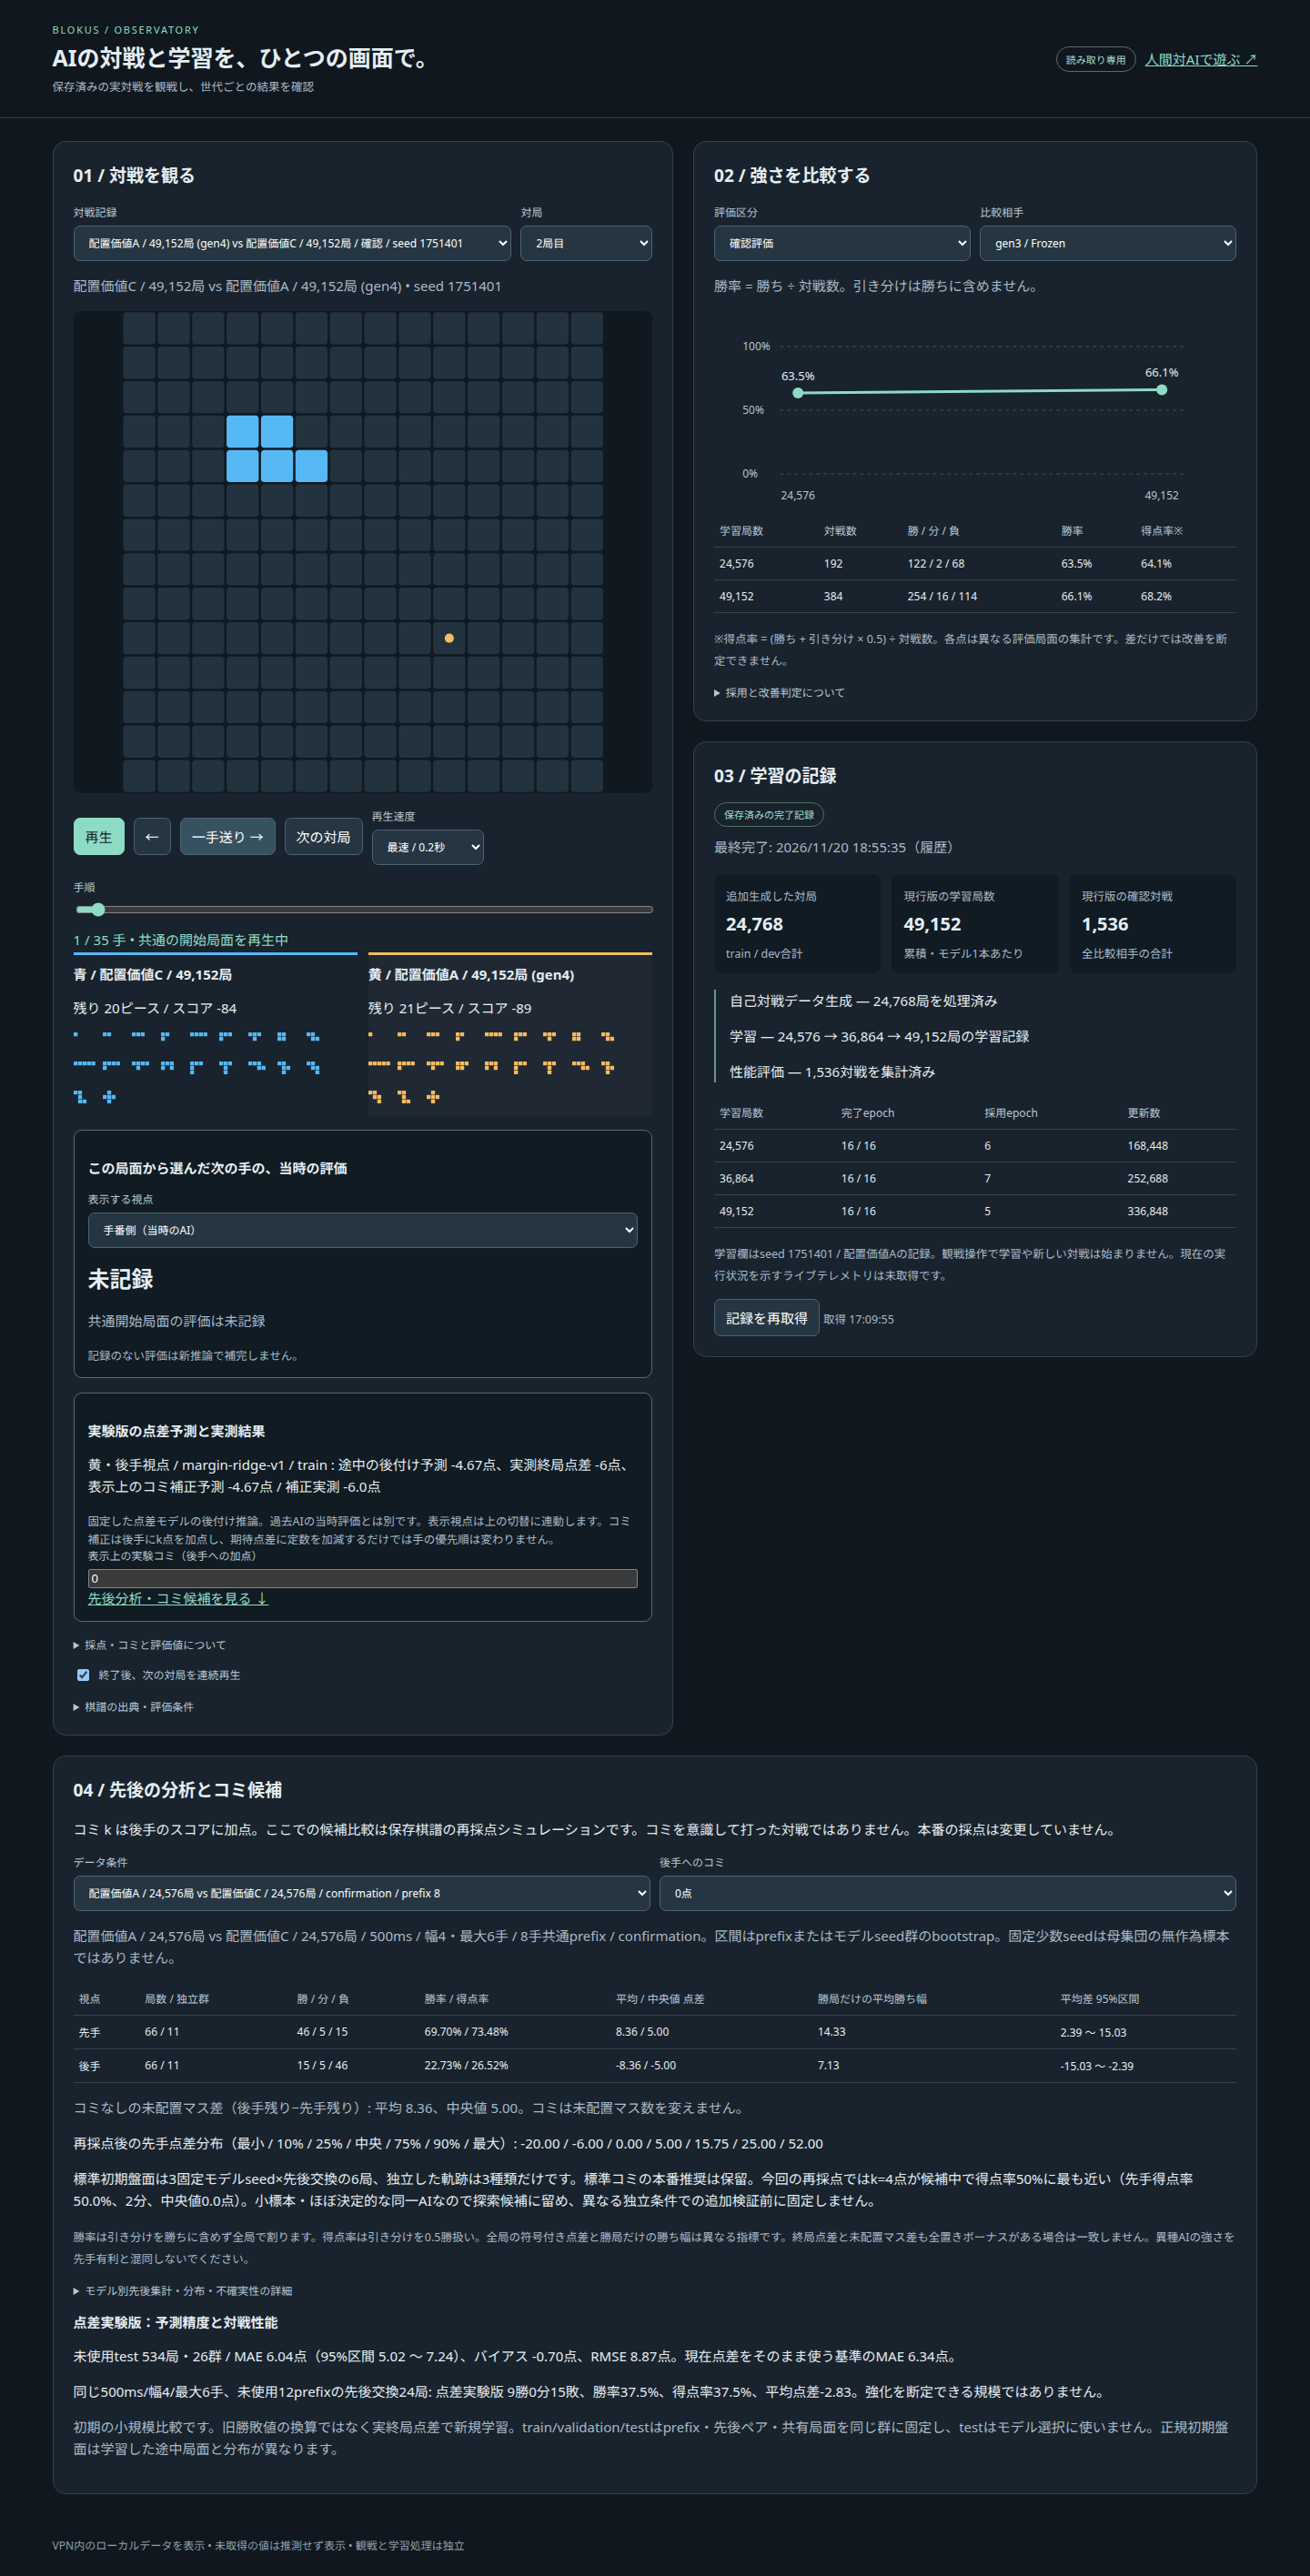 BLOKUS / OBSERVATORY
AIの対戦と学習を、ひとつの画面で。
保存済みの実対戦を観戦し、世代ごとの結果を確認
読み取り専用
人間対AIで遊ぶ ↗
01 / 対戦を観る
対戦記録
対局
配置価値A / 49,152局 (gen4) vs 配置価値C / 49,152局 / 確認 / seed 1751401
2局目
配置価値C / 49,152局 vs 配置価値A / 49,152局 (gen4) • seed 1751401
再生
←
一手送り →
次の対局
再生速度
最速 / 0.2秒
手順
1 / 35 手 • 共通の開始局面を再生中
青 / 配置価値C / 49,152局
残り 20ピース / スコア -84
黄 / 配置価値A / 49,152局 (gen4)
残り 21ピース / スコア -89
この局面から選んだ次の手の、当時の評価
表示する視点
手番側（当時のAI）
未記録
共通開始局面の評価は未記録
記録のない評価は新推論で補完しません。
実験版の点差予測と実測結果
黄・後手視点 / margin-ridge-v1 / train : 途中の後付け予測 -4.67点、実測終局点差 -6点、
表示上のコミ補正予測 -4.67点 / 補正実測 -6.0点
固定した点差モデルの後付け推論。過去AIの当時評価とは別です。表示視点は上の切替に連動します。コミ
補正は後手にk点を加点し、期待点差に定数を加減するだけでは手の優先順は変わりません。
表示上の実験コミ（後手への加点）
0
先後分析・コミ候補を見る ↓
▶ 採点・コミと評価値について
終了後、次の対局を連続再生
▶ 棋譜の出典・評価条件
02 / 強さを比較する
評価区分
比較相手
確認評価
gen3 / Frozen
勝率 = 勝ち ÷ 対戦数。引き分けは勝ちに含めません。
100%
63.5%
66.1%
50%
0%
24,576
49,152
学習局数 対戦数 勝 / 分 / 負 勝率 得点率※
24,576 192 122 / 2 / 68 63.5% 64.1%
49,152 384 254 / 16 / 114 66.1% 68.2%
※得点率 = (勝ち + 引き分け × 0.5) ÷ 対戦数。各点は異なる評価局面の集計です。差だけでは改善を断
定できません。
▶ 採用と改善判定について
03 / 学習の記録
保存済みの完了記録
最終完了: 2026/11/20 18:55:35（履歴）
追加生成した対局
24,768
train / dev合計
現行版の学習局数
49,152
累積・モデル1本あたり
現行版の確認対戦
1,536
全比較相手の合計
自己対戦データ生成 — 24,768局を処理済み
学習 — 24,576 → 36,864 → 49,152局の学習記録
性能評価 — 1,536対戦を集計済み
学習局数 完了epoch 採用epoch 更新数
24,576 16 / 16 6 168,448
36,864 16 / 16 7 252,688
49,152 16 / 16 5 336,848
学習欄はseed 1751401 / 配置価値Aの記録。観戦操作で学習や新しい対戦は始まりません。現在の実
行状況を示すライブテレメトリは未取得です。
記録を再取得 取得 17:09:55
04 / 先後の分析とコミ候補
コミ k は後手のスコアに加点。ここでの候補比較は保存棋譜の再採点シミュレーションです。コミを意識して打った対戦ではありません。本番の採点は変更していません。
データ条件
後手へのコミ
配置価値A / 24,576局 vs 配置価値C / 24,576局 / confirmation / prefix 8
0点
配置価値A / 24,576局 vs 配置価値C / 24,576局 / 500ms / 幅4・最大6手 / 8手共通prefix / confirmation。区間はprefixまたはモデルseed群のbootstrap。固定少数seedは母集団の無作為標本
ではありません。
視点 局数 / 独立群 勝 / 分 / 負 勝率 / 得点率 平均 / 中央値 点差 勝局だけの平均勝ち幅 平均差 95%区間
先手 66 / 11 46 / 5 / 15 69.70% / 73.48% 8.36 / 5.00 14.33 2.39 〜 15.03
後手 66 / 11 15 / 5 / 46 22.73% / 26.52% -8.36 / -5.00 7.13 -15.03 〜 -2.39
コミなしの未配置マス差（後手残り−先手残り）: 平均 8.36、中央値 5.00。コミは未配置マス数を変えません。
再採点後の先手点差分布（最小 / 10% / 25% / 中央 / 75% / 90% / 最大）: -20.00 / -6.00 / 0.00 / 5.00 / 15.75 / 25.00 / 52.00
標準初期盤面は3固定モデルseed×先後交換の6局、独立した軌跡は3種類だけです。標準コミの本番推奨は保留。今回の再採点ではk=4点が候補中で得点率50%に最も近い（先手得点率
50.0%、2分、中央値0.0点）。小標本・ほぼ決定的な同一AIなので探索候補に留め、異なる独立条件での追加検証前に固定しません。
勝率は引き分けを勝ちに含めず全局で割ります。得点率は引き分けを0.5勝扱い。全局の符号付き点差と勝局だけの勝ち幅は異なる指標です。終局点差と未配置マス差も全置きボーナスがある場合は一致しません。異種AIの強さを
先手有利と混同しないでください。
▶ モデル別先後集計・分布・不確実性の詳細
点差実験版：予測精度と対戦性能
未使用test 534局・26群 / MAE 6.04点（95%区間 5.02 〜 7.24）、バイアス -0.70点、RMSE 8.87点。現在点差をそのまま使う基準のMAE 6.34点。
同じ500ms/幅4/最大6手、未使用12prefixの先後交換24局: 点差実験版 9勝0分15敗、勝率37.5%、得点率37.5%、平均点差-2.83。強化を断定できる規模ではありません。
初期の小規模比較です。旧勝敗値の換算ではなく実終局点差で新規学習。train/validation/testはprefix・先後ペア・共有局面を同じ群に固定し、testはモデル選択に使いません。正規初期盤
面は学習した途中局面と分布が異なります。
VPN内のローカルデータを表示 • 未取得の値は推測せず表示 • 観戦と学習処理は独立